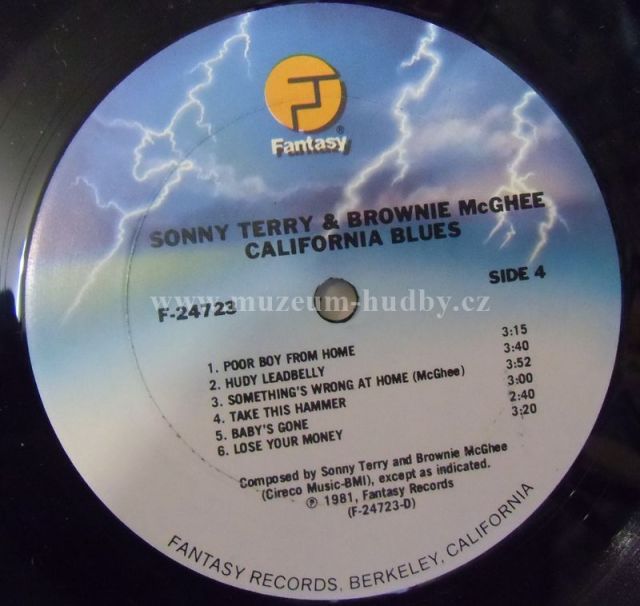 Fantasy®
SONNY TERRY & BROWNIE McGHEE
CALIFORNIA BLUES
SIDE 4
www.muzeum-hudby.cz
F-24723
1. POOR BOY FROM HOME 3:15
2. HUDY LEADBELLY 3:40
3. SOMETHING'S WRONG AT HOME (McGhee) 3:52
4. TAKE THIS HAMMER 3:00
5. BABY'S GONE 2:40
6. LOSE YOUR MONEY 3:20
Composed by Sonny Terry and Brownie McGhee
(Cireco Music-BMI), except as indicated.
℗ 1981, Fantasy Records
(F-24723-D)
FANTASY RECORDS, BERKELEY, CALIFORNIA